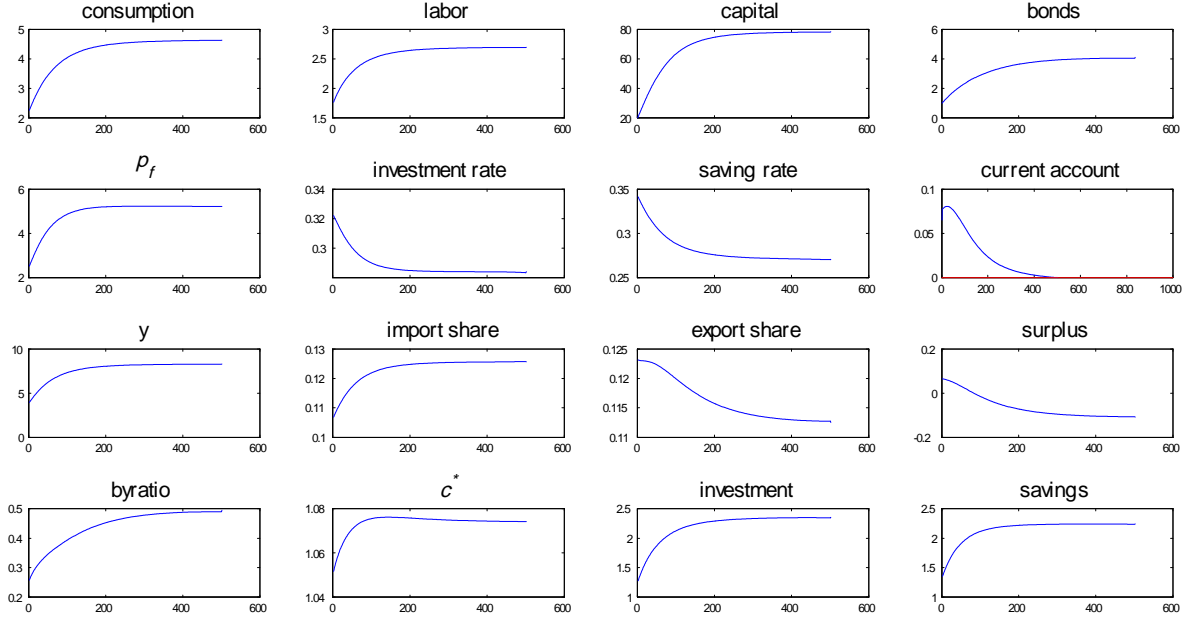 consumption
labor
capital
bonds
5
4
3
2
0 200 400 600
3
2.5
2
1.5
0 200 400 600
80
60
40
20
0 200 400 600
6
4
2
0
0 200 400 600
p_f
investment rate
saving rate
current account
6
4
2
0 200 400 600
0.34
0.32
0.3
0 200 400 600
0.35
0.3
0.25
0 200 400 600
0.1
0.05
0
0 200 400 600 800 1000
y
import share
export share
surplus
10
5
0
0 200 400 600
0.13
0.12
0.11
0.1
0 200 400 600
0.125
0.12
0.115
0.11
0 200 400 600
0.2
0
-0.2
0 200 400 600
byratio
c*
investment
savings
0.5
0.4
0.3
0.2
0 200 400 600
1.08
1.06
1.04
0 200 400 600
2.5
2
1.5
1
0 200 400 600
2.5
2
1.5
1
0 200 400 600